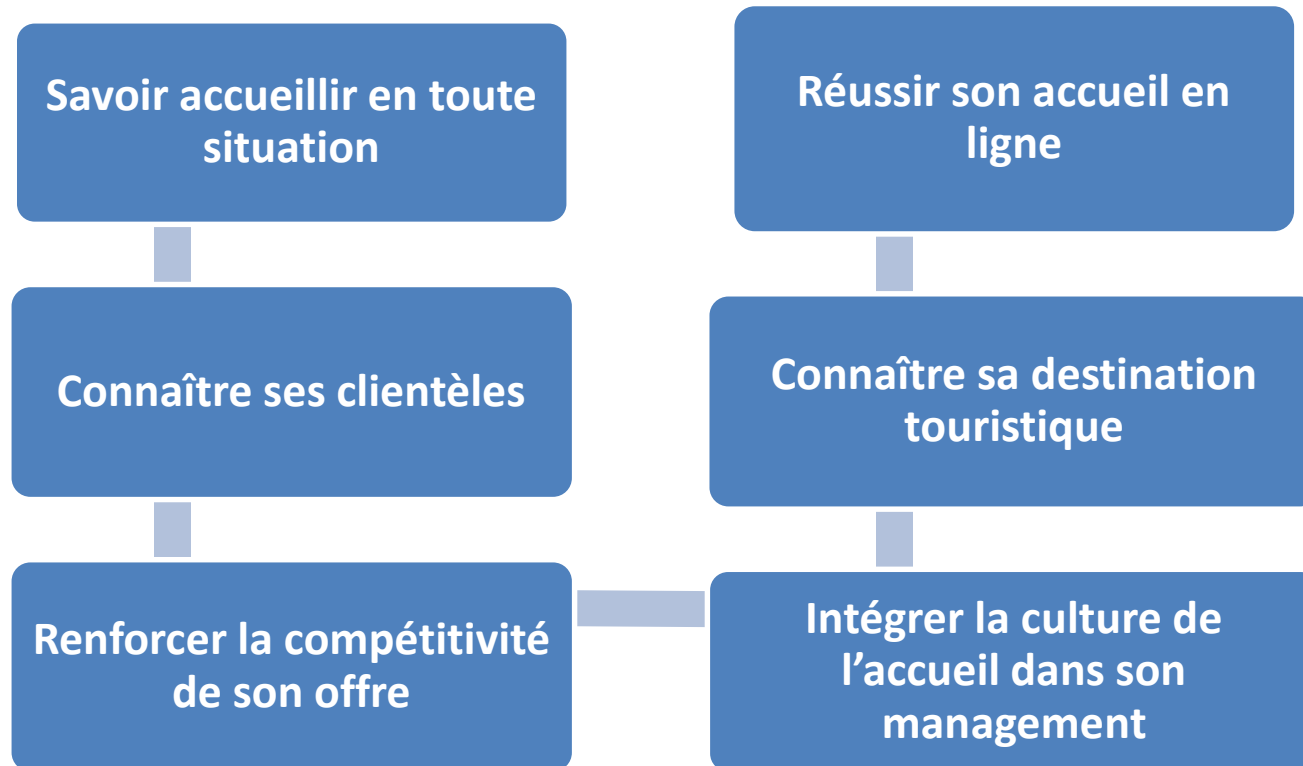 Savoir accueillir en toute
situation
Connaître ses clientèles
Renforcer la compétitivité
de son offre
Intégrer la culture de
l’accueil dans son
management
Connaître sa destination
touristique
Réussir son accueil en
ligne